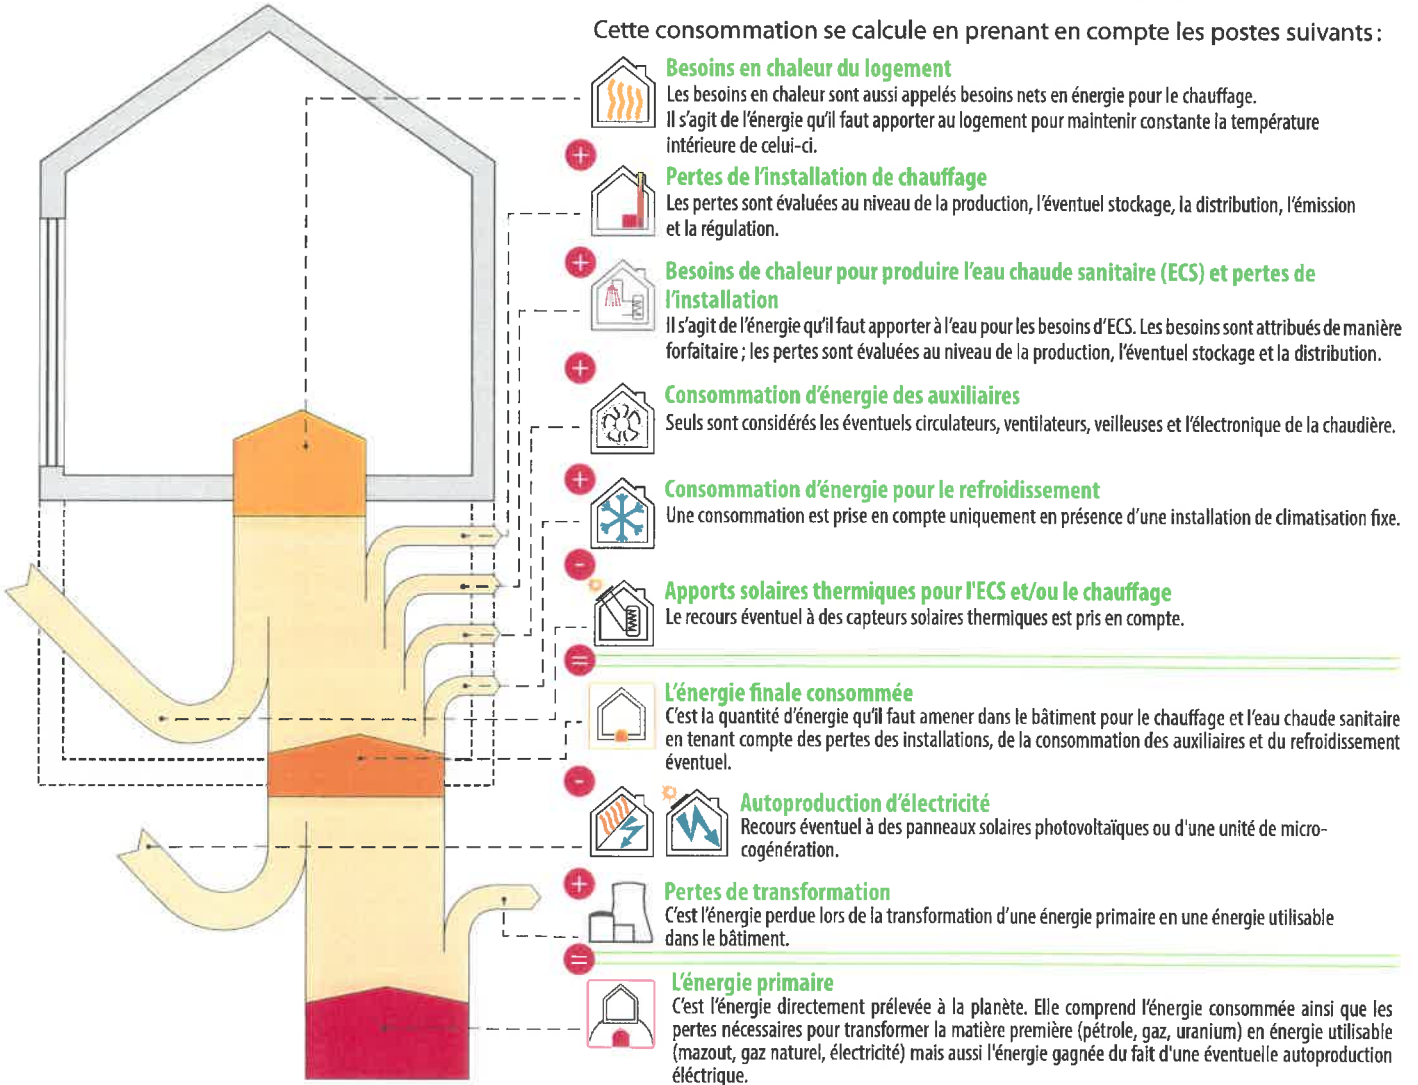 Cette consommation se calcule en prenant en compte les postes suivants :
Besoins en chaleur du logement
Les besoins en chaleur sont aussi appelés besoins nets en énergie pour le chauffage.
Il s'agit de l'énergie qu'il faut apporter au logement pour maintenir constante la température
intérieure de celui-ci.
+
Pertes de l'installation de chauffage
Les pertes sont évaluées au niveau de la production, l'éventuel stockage, la distribution, l'émission
et la régulation.
+
Besoins de chaleur pour produire l'eau chaude sanitaire (ECS) et pertes de
l'installation
Il s'agit de l'énergie qu'il faut apporter à l'eau pour les besoins d'ECS. Les besoins sont attribués de manière
forfaitaire ; les pertes sont évaluées au niveau de la production, l'éventuel stockage et la distribution.
+
Consommation d'énergie des auxiliaires
Seuls sont considérés les éventuels circulateurs, ventilateurs, veilleuses et l'électronique de la chaudière.
+
Consommation d'énergie pour le refroidissement
Une consommation est prise en compte uniquement en présence d'une installation de climatisation fixe.
-
Apports solaires thermiques pour l'ECS et/ou le chauffage
Le recours éventuel à des capteurs solaires thermiques est pris en compte.
=
L'énergie finale consommée
C'est la quantité d'énergie qu'il faut amener dans le bâtiment pour le chauffage et l'eau chaude sanitaire
en tenant compte des pertes des installations, de la consommation des auxiliaires et du refroidissement
éventuel.
-
Autoproduction d'électricité
Recours éventuel à des panneaux solaires photovoltaïques ou d'une unité de micro-
cogénération.
+
Pertes de transformation
C'est l'énergie perdue lors de la transformation d'une énergie primaire en une énergie utilisable
dans le bâtiment.
=
L'énergie primaire
C'est l'énergie directement prélevée à la planète. Elle comprend l'énergie consommée ainsi que les
pertes nécessaires pour transformer la matière première (pétrole, gaz, uranium) en énergie utilisable
(mazout, gaz naturel, électricité) mais aussi l'énergie gagnée du fait d'une éventuelle autoproduction
éléctrique.